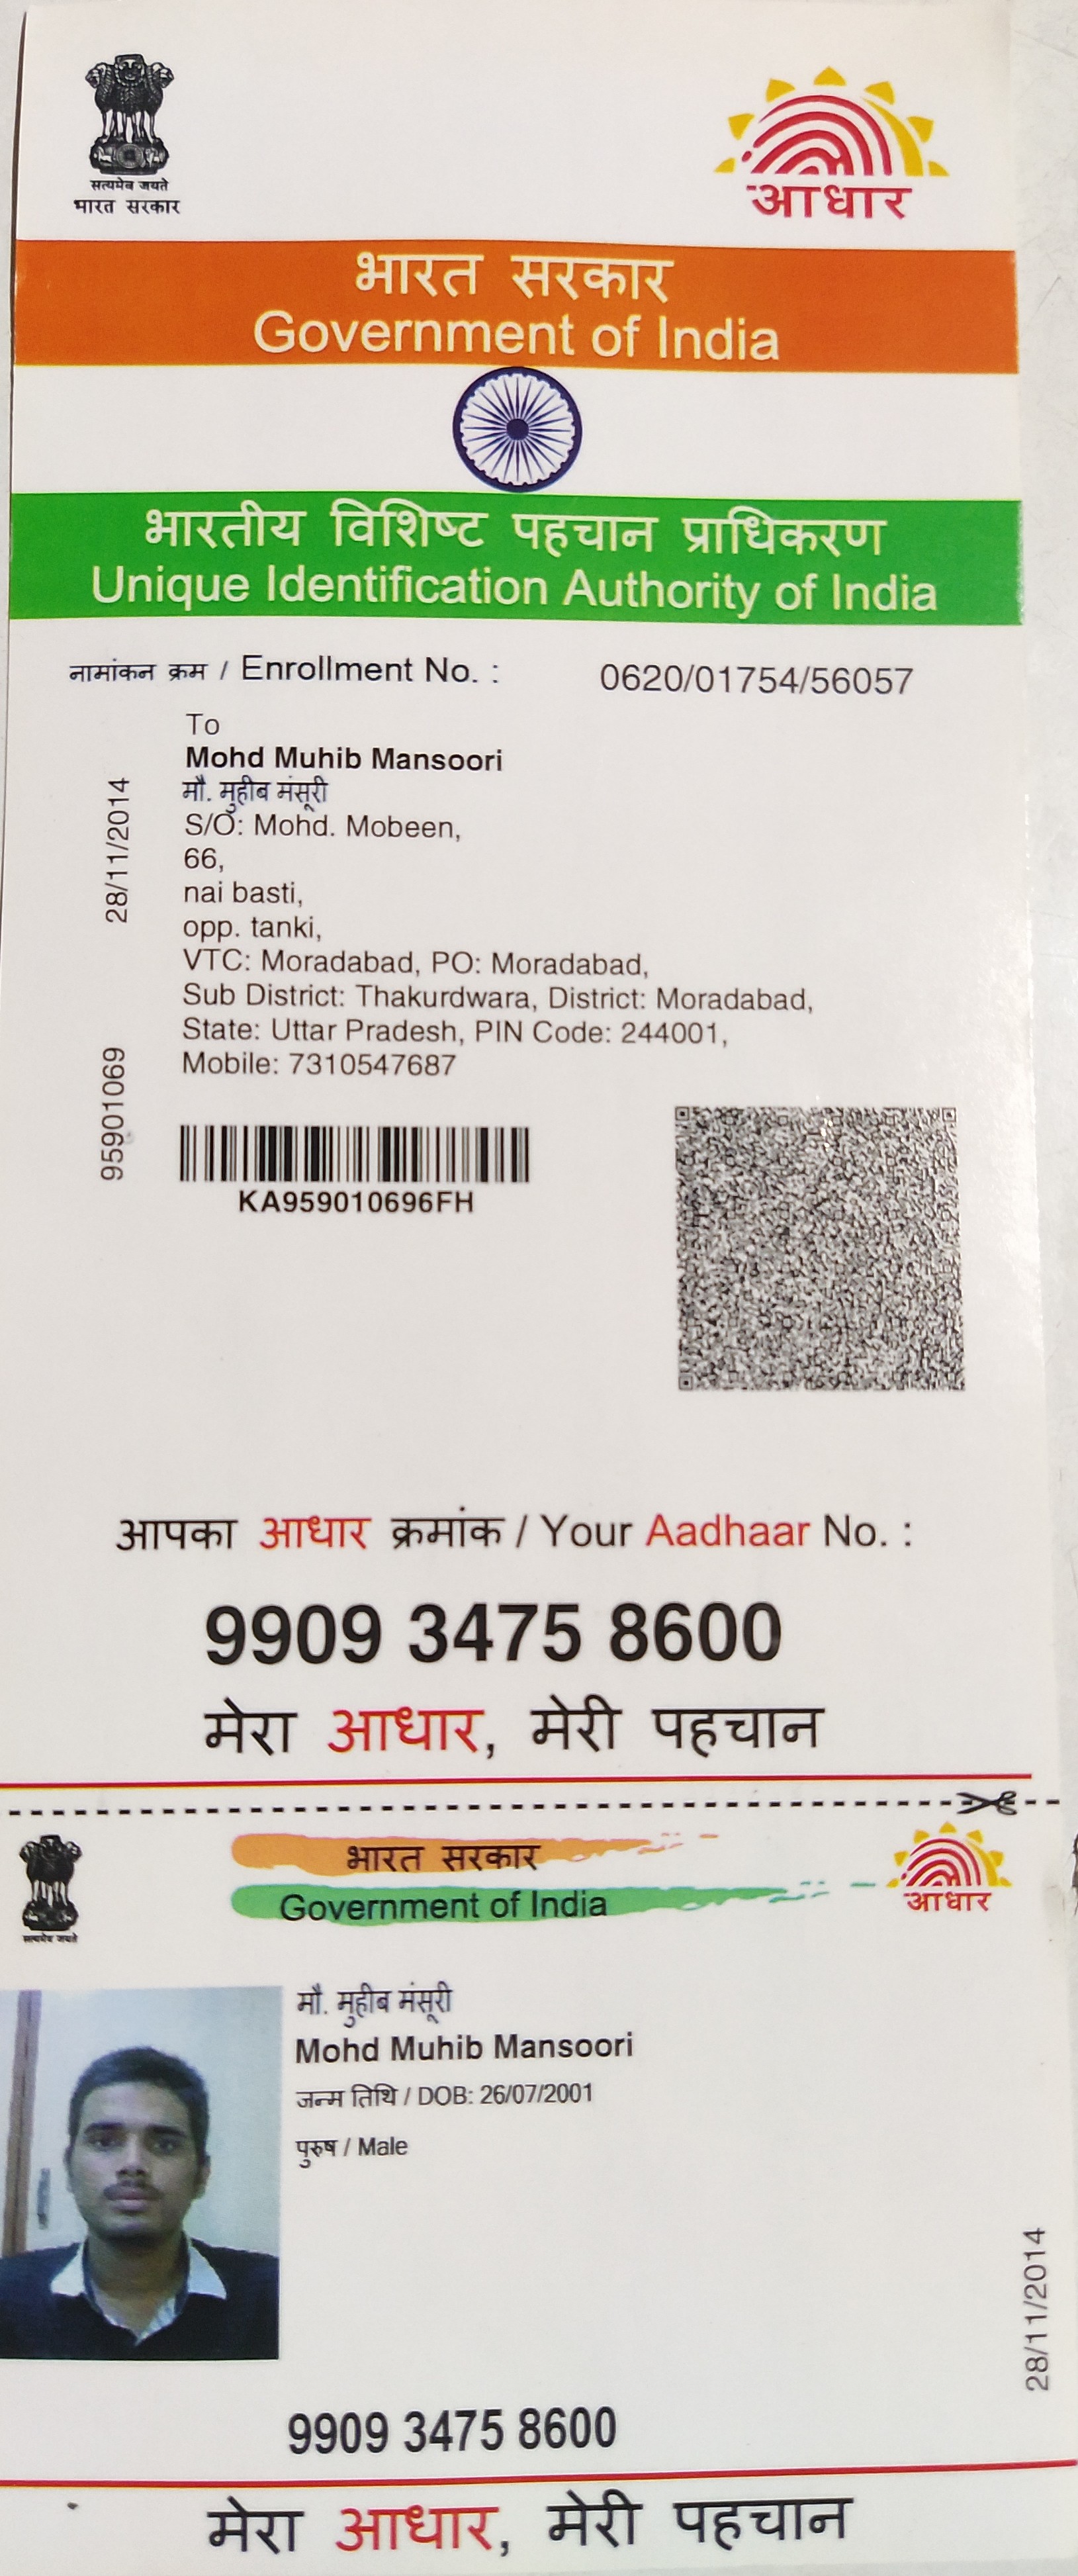 सत्यमेव जयते
भारत सरकार
आधार
भारत सरकार
Government of India
भारतीय विशिष्ट पहचान प्राधिकरण
Unique Identification Authority of India
नामांकन क्रम / Enrollment No. : 0620/01754/56057
To
Mohd Muhib Mansoori
मौ. मुहीब मंसूरी
S/O: Mohd. Mobeen,
66,
nai basti,
opp. tanki,
VTC: Moradabad, PO: Moradabad,
Sub District: Thakurdwara, District: Moradabad,
State: Uttar Pradesh, PIN Code: 244001,
Mobile: 7310547687
28/11/2014
95901069
KA959010696FH
आपका आधार क्रमांक / Your Aadhaar No. :
9909 3475 8600
मेरा आधार, मेरी पहचान
सत्यमेव जयते
भारत सरकार
Government of India
आधार
मौ. मुहीब मंसूरी
Mohd Muhib Mansoori
जन्म तिथि / DOB: 26/07/2001
पुरुष / Male
28/11/2014
9909 3475 8600
मेरा आधार, मेरी पहचान